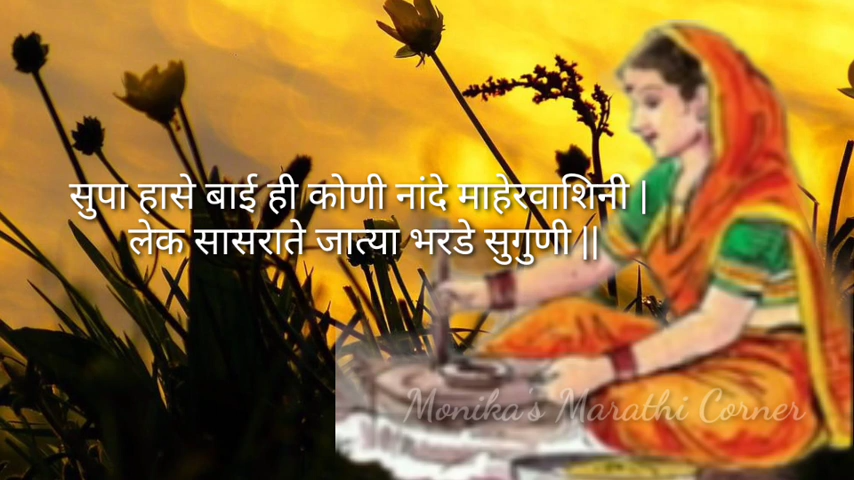 सुपा हासे बाई ही कोणी नांदे माहेरवाशिनी |
लेक सासराते जात्या भरडे सुगुणी ||
Monika's Marathi Corner